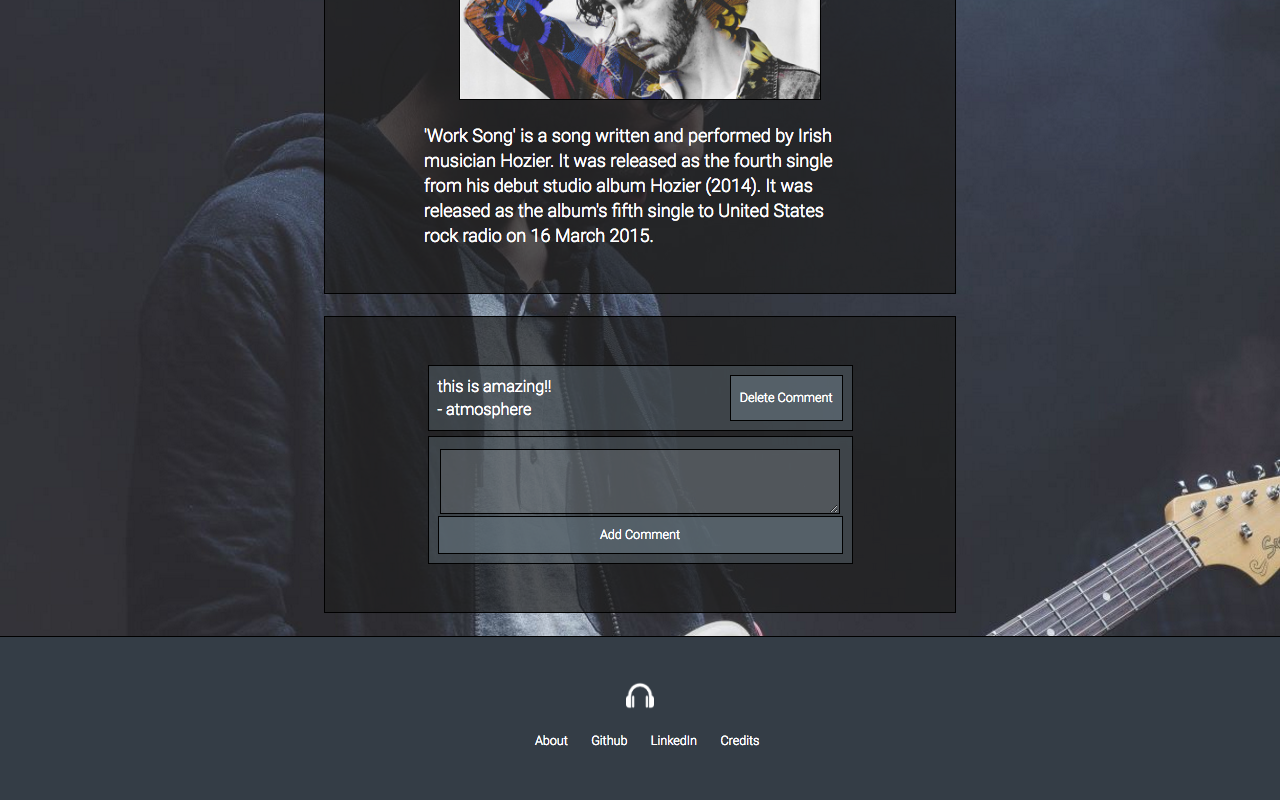 'Work Song' is a song written and performed by Irish
musician Hozier. It was released as the fourth single
from his debut studio album Hozier (2014). It was
released as the album's fifth single to United States
rock radio on 16 March 2015.
this is amazing!!
- atmosphere
Delete Comment
Add Comment
About Github LinkedIn Credits